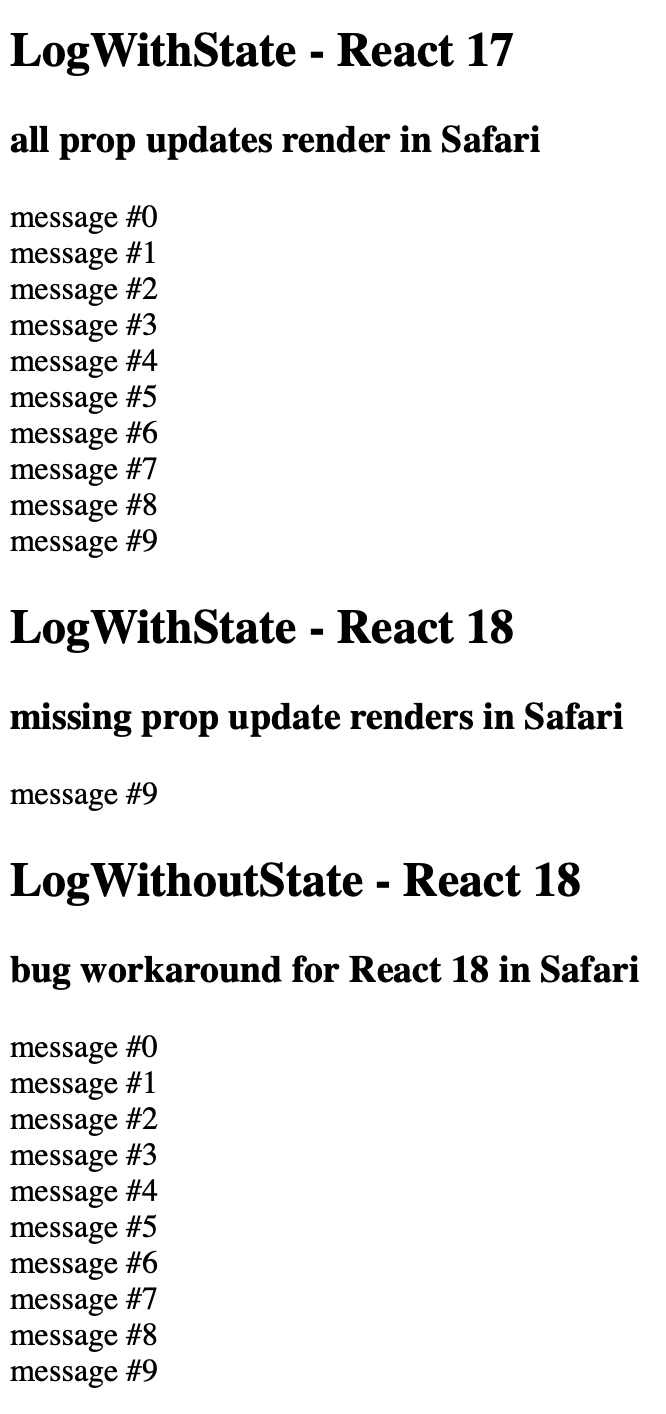 LogWithState - React 17
all prop updates render in Safari
message #0
message #1
message #2
message #3
message #4
message #5
message #6
message #7
message #8
message #9
LogWithState - React 18
missing prop update renders in Safari
message #9
LogWithoutState - React 18
bug workaround for React 18 in Safari
message #0
message #1
message #2
message #3
message #4
message #5
message #6
message #7
message #8
message #9